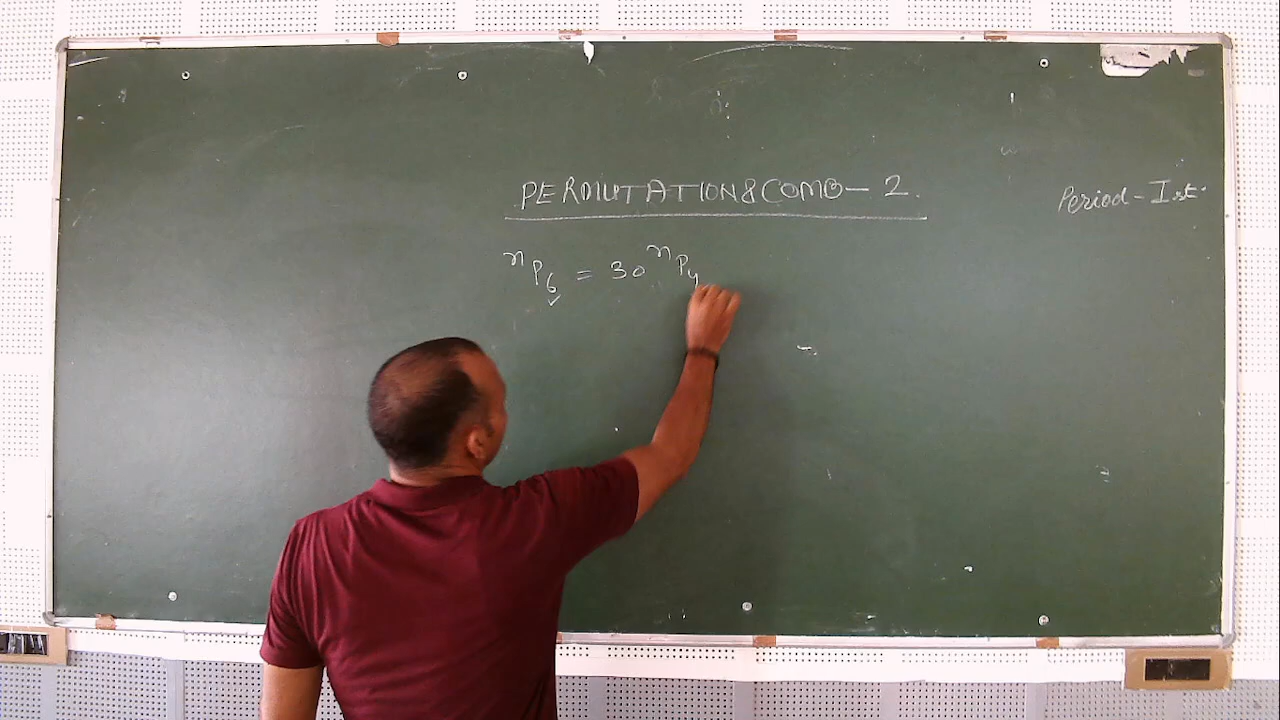 PERMUTATION & COMB - 2.
Period - Ist.
ⁿP₆ = 30 ⁿP₄